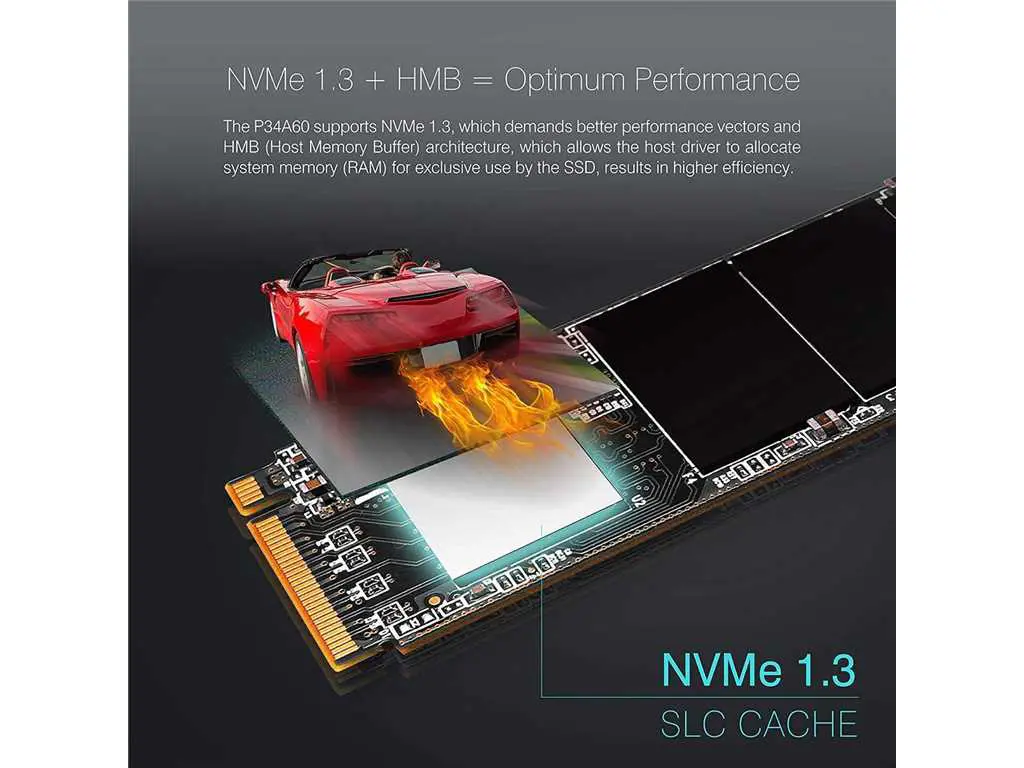 NVMe 1.3 + HMB = Optimum Performance
The P34A60 supports NVMe 1.3, which demands better performance vectors and
HMB (Host Memory Buffer) architecture, which allows the host driver to allocate
system memory (RAM) for exclusive use by the SSD, results in higher efficiency.
F4
U2
NVMe 1.3
SLC CACHE